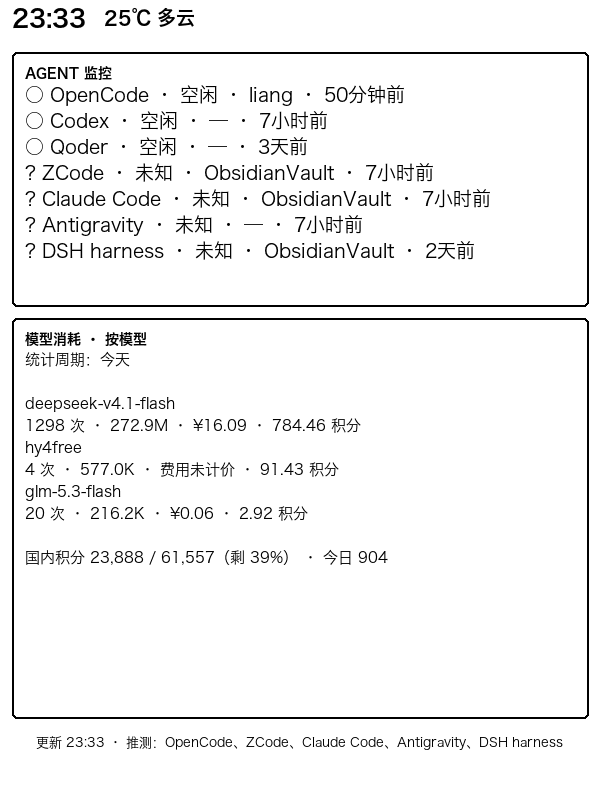 23:33 25℃ 多云
AGENT 监控
○ OpenCode · 空闲 · liang · 50分钟前
○ Codex · 空闲 · — · 7小时前
○ Qoder · 空闲 · — · 3天前
? ZCode · 未知 · ObsidianVault · 7小时前
? Claude Code · 未知 · ObsidianVault · 7小时前
? Antigravity · 未知 · — · 7小时前
? DSH harness · 未知 · ObsidianVault · 2天前
模型消耗 · 按模型
统计周期：今天
deepseek-v4.1-flash
1298 次 · 272.9M · ¥16.09 · 784.46 积分
hy4free
4 次 · 577.0K · 费用未计价 · 91.43 积分
glm-5.3-flash
20 次 · 216.2K · ¥0.06 · 2.92 积分
国内积分 23,888 / 61,557（剩 39%） · 今日 904
更新 23:33 · 推测：OpenCode、ZCode、Claude Code、Antigravity、DSH harness